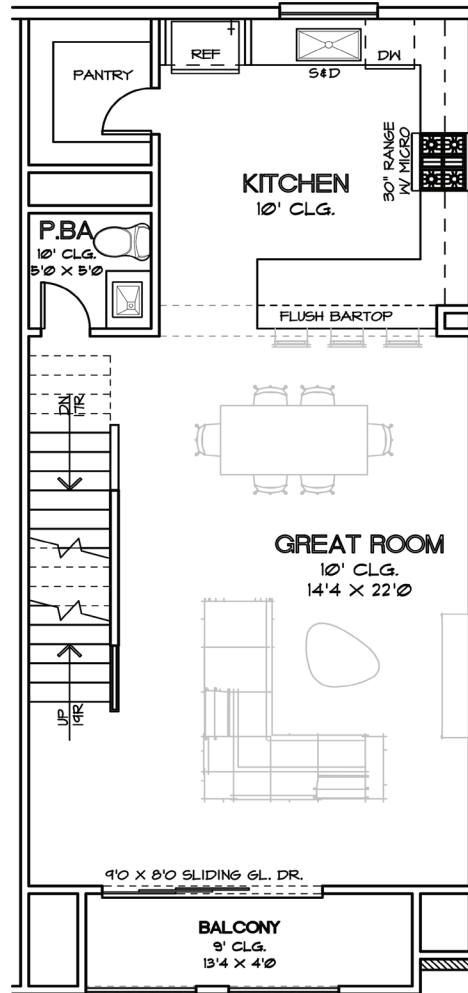 REF
DW
PANTRY
S&D
30" RANGE
W/ MICRO
KITCHEN
10' CLG.
P.BA
10' CLG.
5'0 X 5'0
FLUSH BARTOP
DN
17R
GREAT ROOM
10' CLG.
14'4 X 22'0
UP
19R
9'0 X 8'0 SLIDING GL. DR.
BALCONY
9' CLG.
13'4 X 4'0